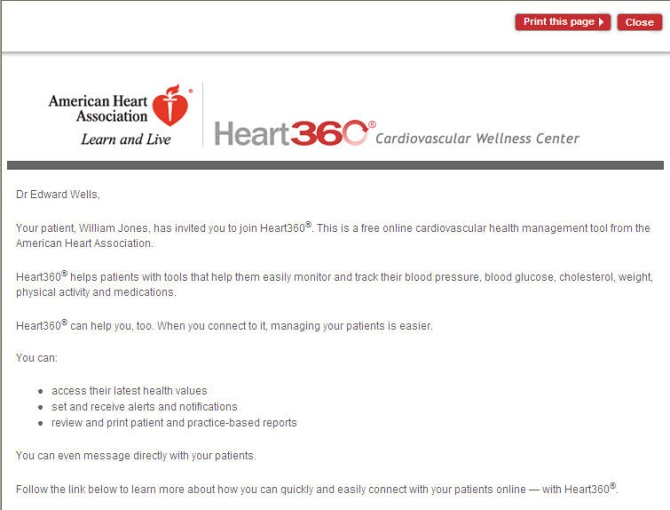 Print this page
Close
American Heart
Association
Learn and Live
Heart360® Cardiovascular Wellness Center
Dr Edward Wells,
Your patient, William Jones, has invited you to join Heart360®. This is a free online cardiovascular health management tool from the
American Heart Association.
Heart360® helps patients with tools that help them easily monitor and track their blood pressure, blood glucose, cholesterol, weight,
physical activity and medications.
Heart360® can help you, too. When you connect to it, managing your patients is easier.
You can:
• access their latest health values
• set and receive alerts and notifications
• review and print patient and practice-based reports
You can even message directly with your patients.
Follow the link below to learn more about how you can quickly and easily connect with your patients online — with Heart360®.